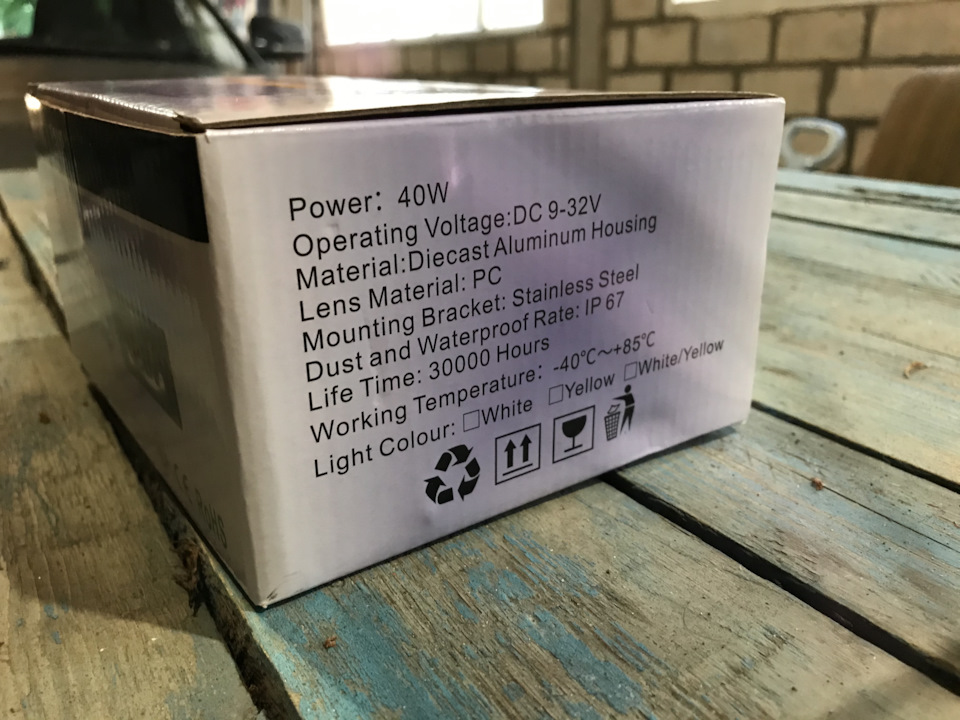 Power: 40W
Operating Voltage:DC 9-32V
Material:Diecast Aluminum Housing
Lens Material: PC
Mounting Bracket: Stainless Steel
Dust and Waterproof Rate: IP 67
Life Time: 30000 Hours
Working Temperature: -40℃~+85℃
Light Colour: □White □Yellow □White/Yellow